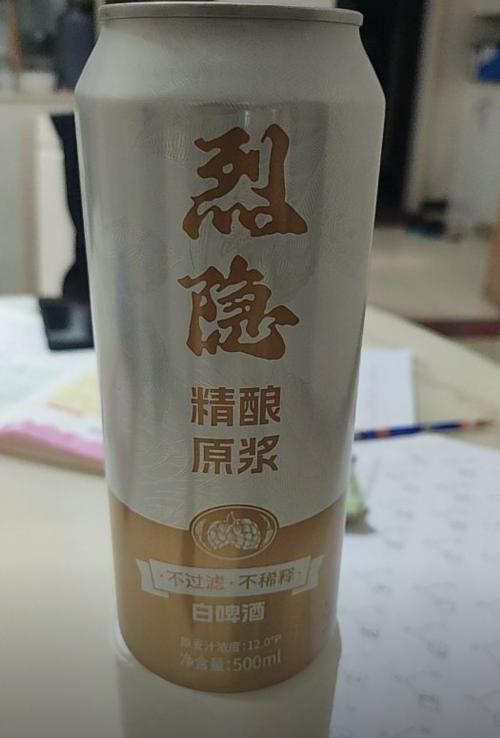 烈
隐
精酿
原浆
·不过滤·不稀释·
白啤酒
原麦汁浓度:12.0°P
净含量:500ml